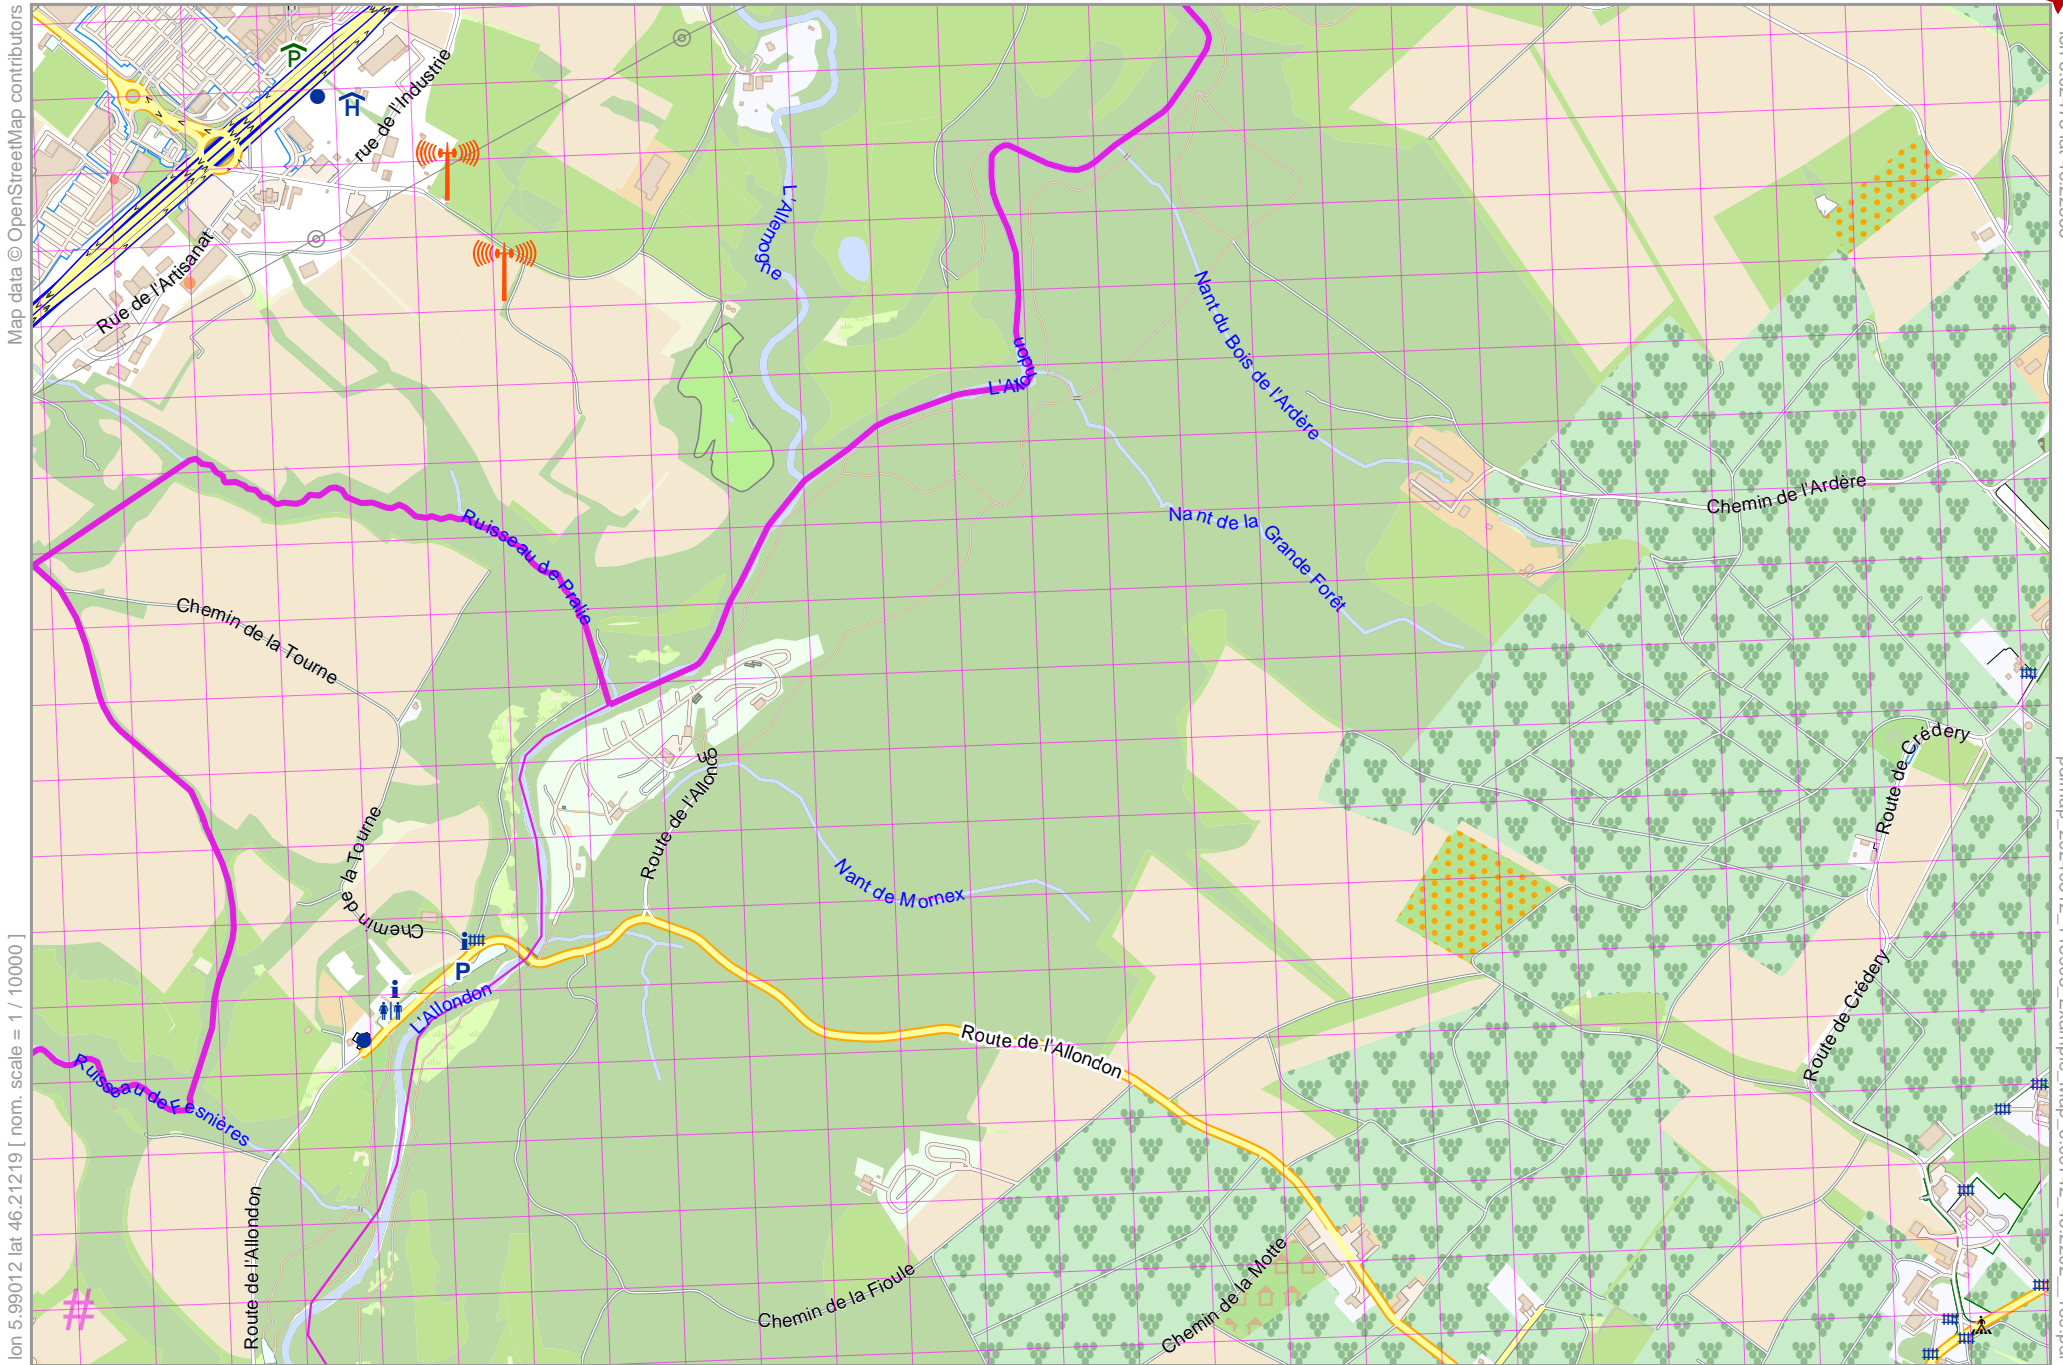 Map data © OpenStreetMap contributors
lon 5.99012 lat 46.21219 [ nom. scale = 1 / 10000 ]
P
H
rue de l'Industrie
Rue de l'Artisanat
L'Allemogne
L'Allondon
Nant du Bois de l'Ardère
Chemin de l'Ardère
Nant de la Grande Forêt
Ruisseau de Pralie
Chemin de la Tourne
Route de l'Allondon
Route de Crédery
Chemin de la Tourne
Nant de Mornex
i
P
i
L'Allondon
Route de l'Allondon
Route de Crédery
Ruisseau de Fesnières
Route de l'Allondon
Chemin de la Fioule
Chemin de la Motte
#